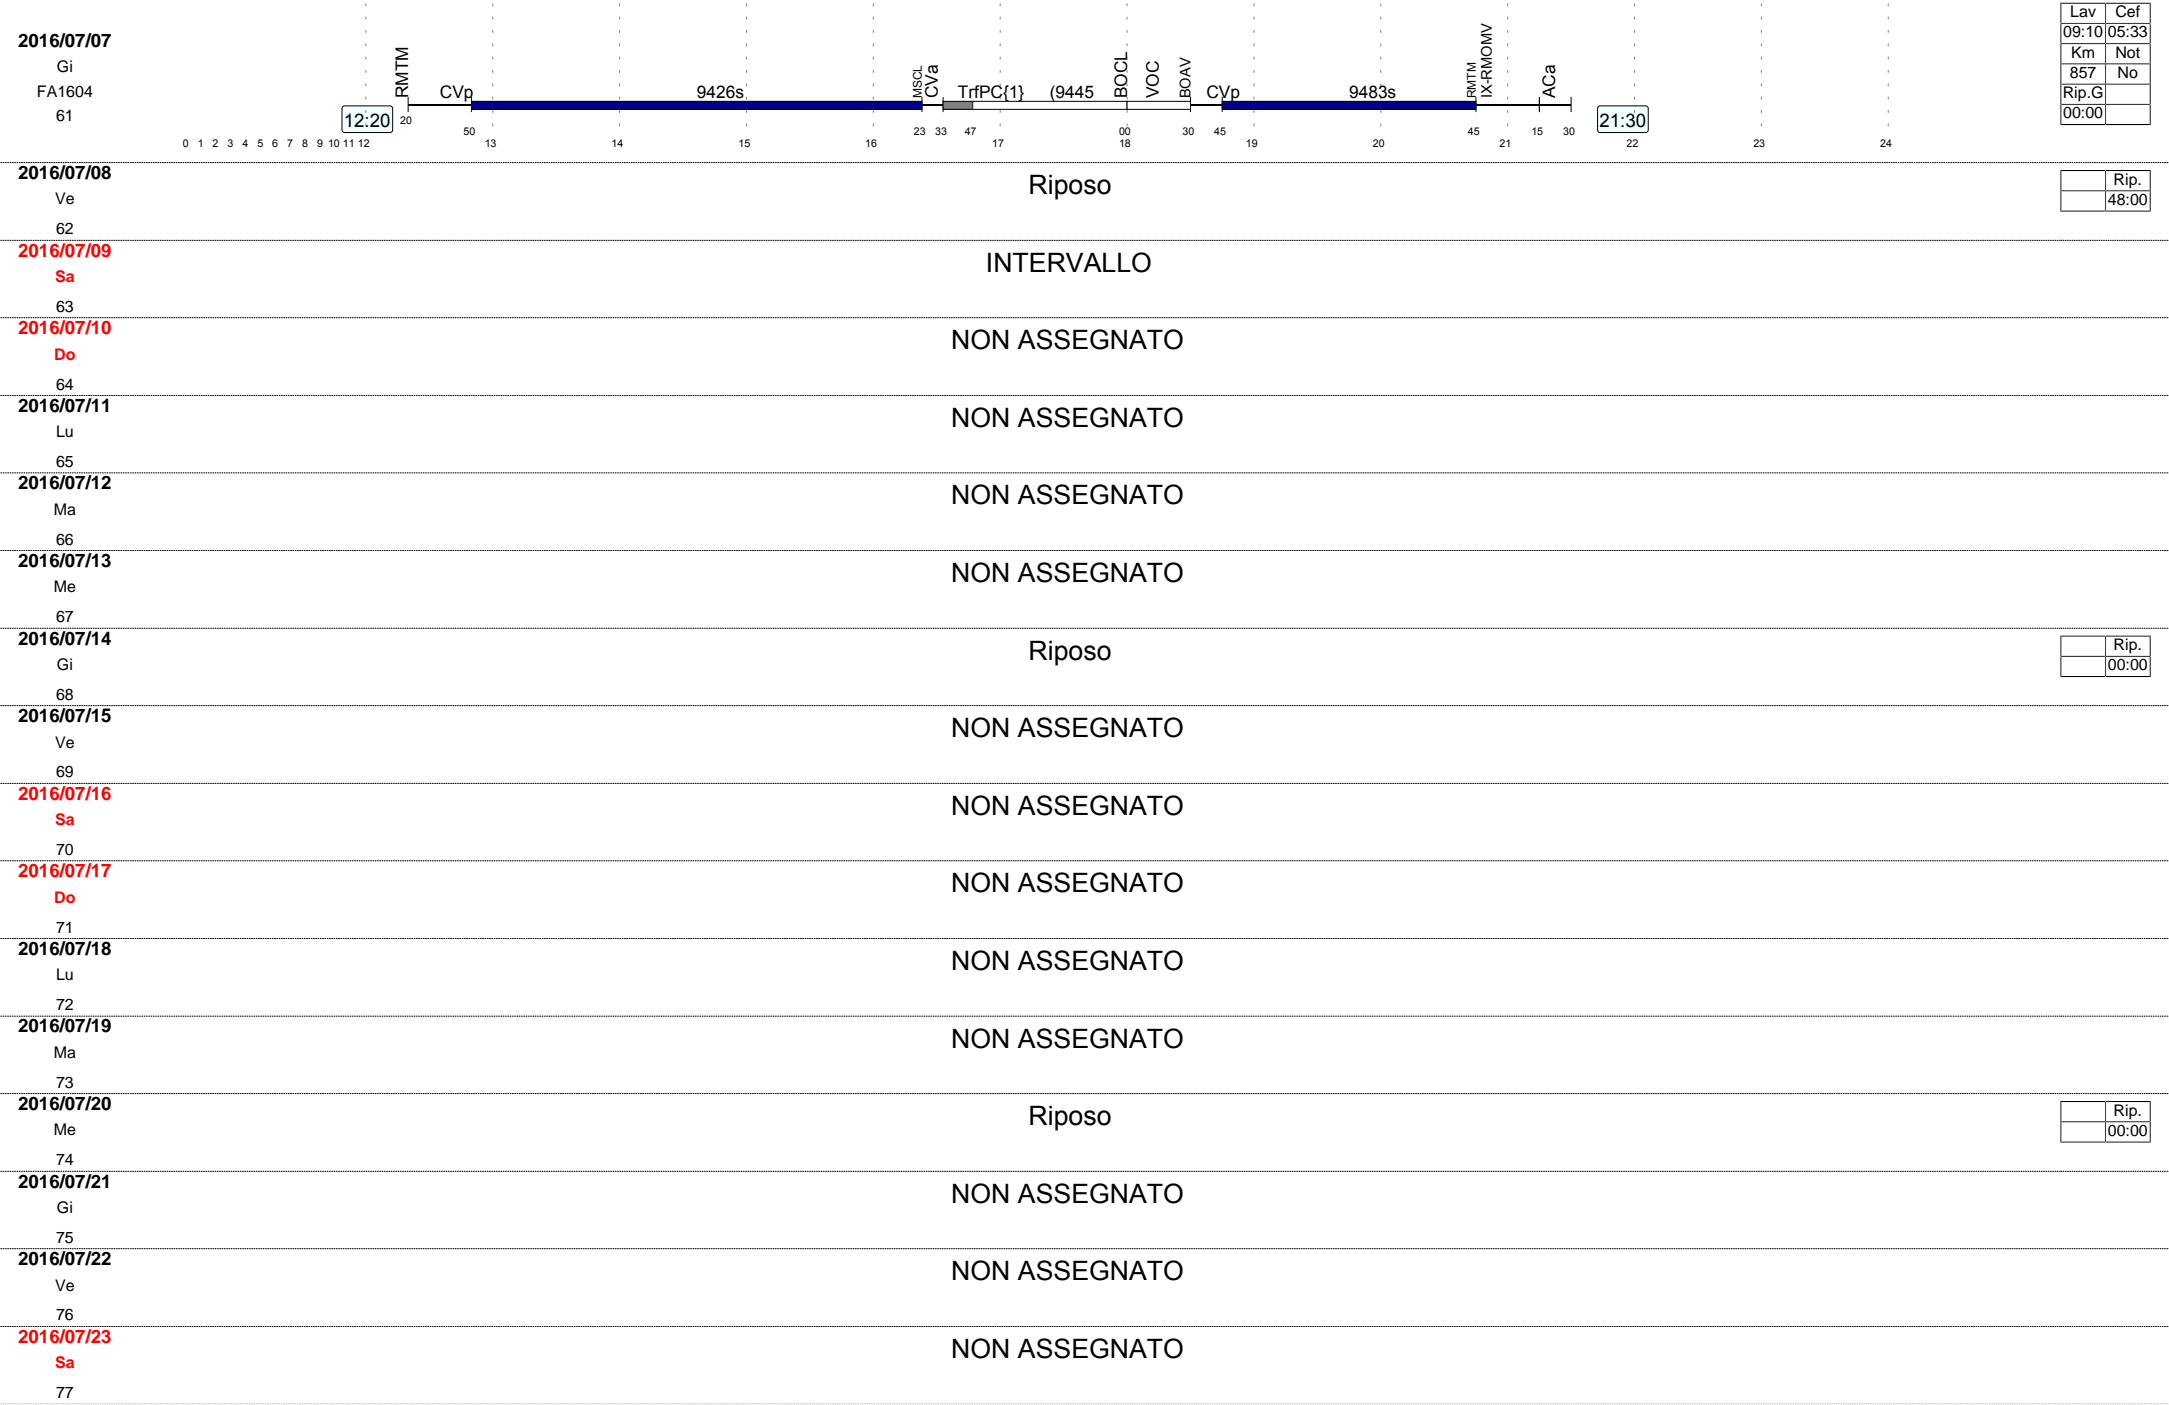 2016/07/07
Gi
FA1604
61
12:20
RMTM
20
CVp
50
9426s
MSCL
23
CVa
33
TrfPC{1}
47
(9445
BOCL
00
VOC
BOAV
30
CVp
45
9483s
RMTM
45
IX-RMOMV
15
ACa
30
21:30
Lav Cef
09:10 05:33
Km Not
857 No
Rip.G
00:00
0 1 2 3 4 5 6 7 8 9 10 11 12 13 14 15 16 17 18 19 20 21 22 23 24
2016/07/08
Ve
62
Riposo
Rip.
48:00
2016/07/09
Sa
63
INTERVALLO
2016/07/10
Do
64
NON ASSEGNATO
2016/07/11
Lu
65
NON ASSEGNATO
2016/07/12
Ma
66
NON ASSEGNATO
2016/07/13
Me
67
NON ASSEGNATO
2016/07/14
Gi
68
Riposo
Rip.
00:00
2016/07/15
Ve
69
NON ASSEGNATO
2016/07/16
Sa
70
NON ASSEGNATO
2016/07/17
Do
71
NON ASSEGNATO
2016/07/18
Lu
72
NON ASSEGNATO
2016/07/19
Ma
73
NON ASSEGNATO
2016/07/20
Me
74
Riposo
Rip.
00:00
2016/07/21
Gi
75
NON ASSEGNATO
2016/07/22
Ve
76
NON ASSEGNATO
2016/07/23
Sa
77
NON ASSEGNATO